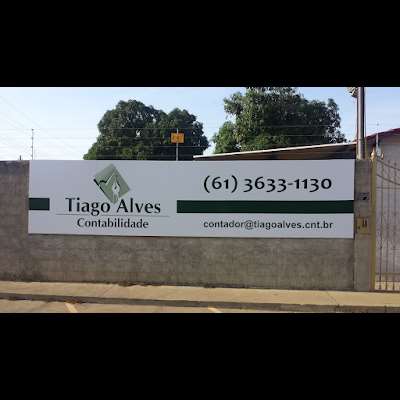 Tiago Alves
Contabilidade
(61) 3633-1130
contador@tiagoalves.cnt.br